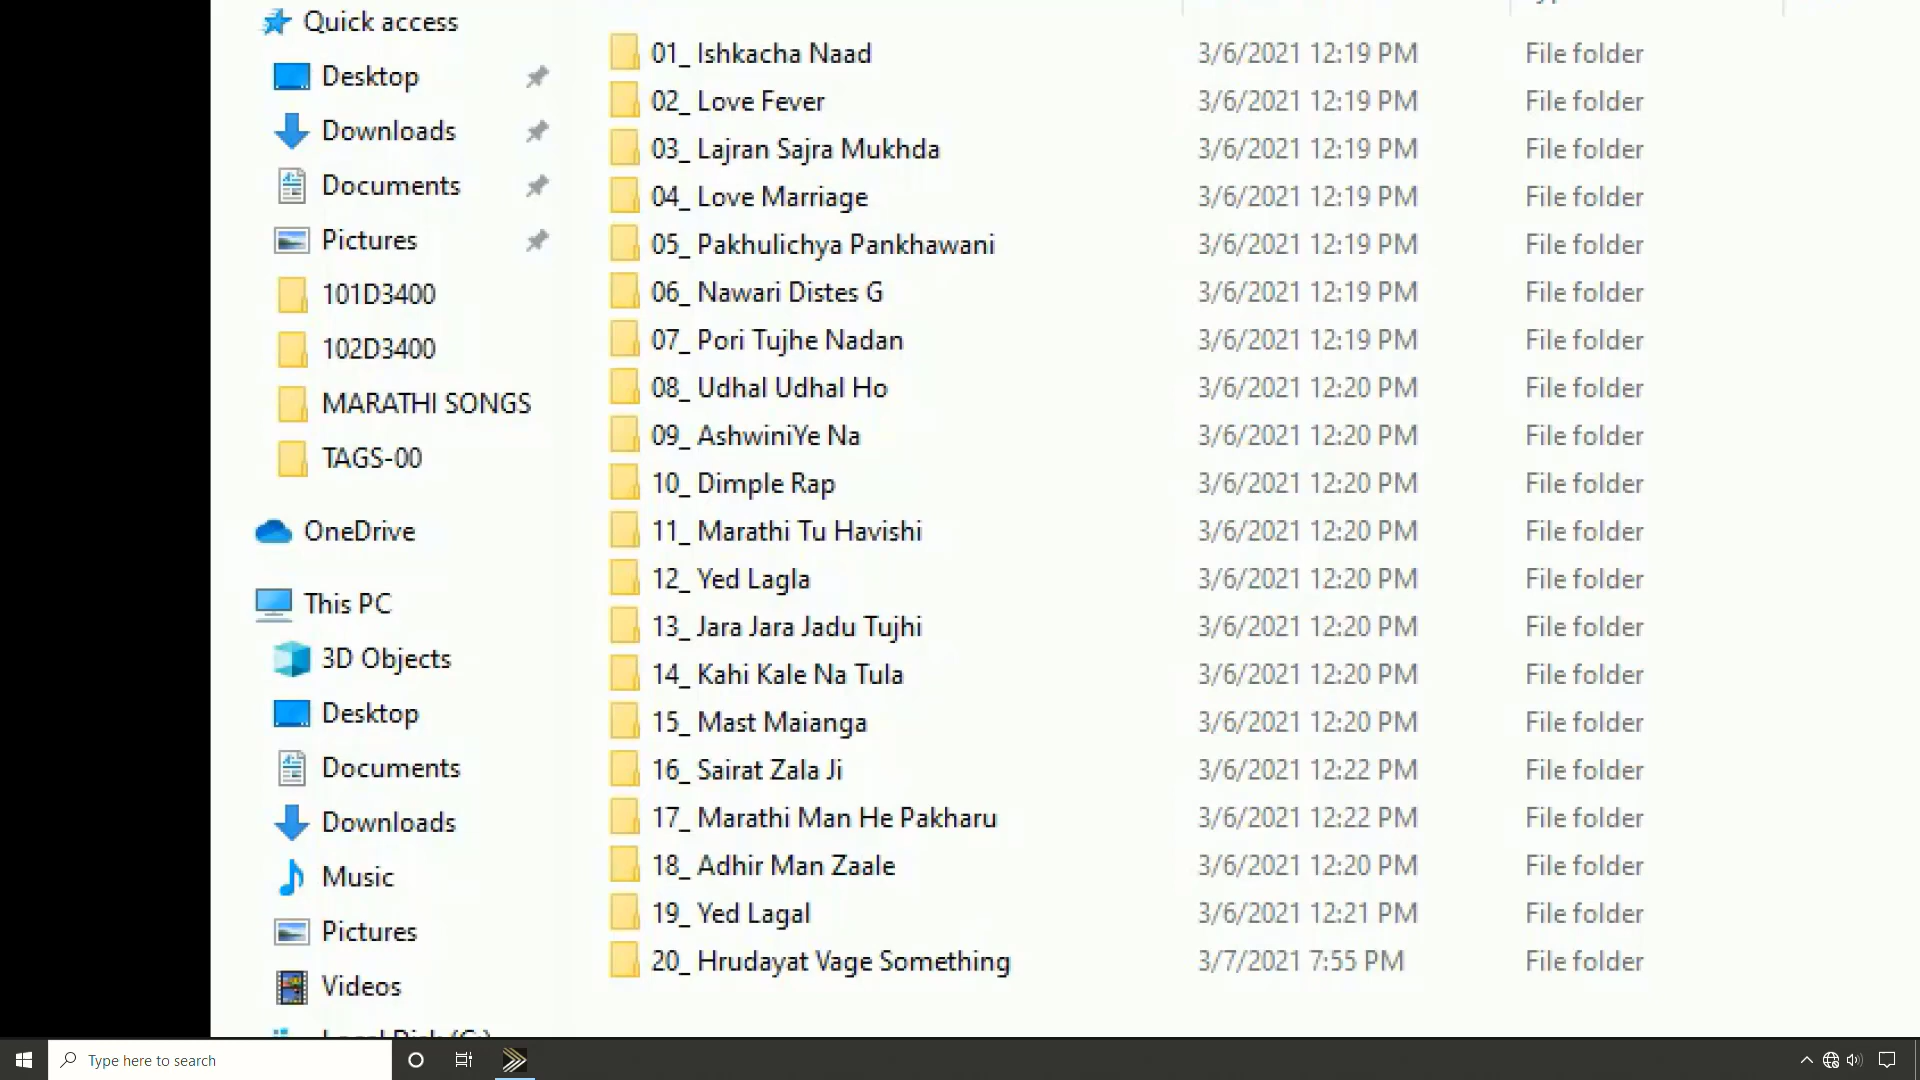 Quick access
Desktop
Downloads
Documents
Pictures
101D3400
102D3400
MARATHI SONGS
TAGS-00
OneDrive
This PC
3D Objects
Desktop
Documents
Downloads
Music
Pictures
Videos
01_ Ishkacha Naad 3/6/2021 12:19 PM File folder
02_ Love Fever 3/6/2021 12:19 PM File folder
03_ Lajran Sajra Mukhda 3/6/2021 12:19 PM File folder
04_ Love Marriage 3/6/2021 12:19 PM File folder
05_ Pakhulichya Pankhawani 3/6/2021 12:19 PM File folder
06_ Nawari Distes G 3/6/2021 12:19 PM File folder
07_ Pori Tujhe Nadan 3/6/2021 12:19 PM File folder
08_ Udhal Udhal Ho 3/6/2021 12:20 PM File folder
09_ AshwiniYe Na 3/6/2021 12:20 PM File folder
10_ Dimple Rap 3/6/2021 12:20 PM File folder
11_ Marathi Tu Havishi 3/6/2021 12:20 PM File folder
12_ Yed Lagla 3/6/2021 12:20 PM File folder
13_ Jara Jara Jadu Tujhi 3/6/2021 12:20 PM File folder
14_ Kahi Kale Na Tula 3/6/2021 12:20 PM File folder
15_ Mast Maianga 3/6/2021 12:20 PM File folder
16_ Sairat Zala Ji 3/6/2021 12:22 PM File folder
17_ Marathi Man He Pakharu 3/6/2021 12:22 PM File folder
18_ Adhir Man Zaale 3/6/2021 12:20 PM File folder
19_ Yed Lagal 3/6/2021 12:21 PM File folder
20_ Hrudayat Vage Something 3/7/2021 7:55 PM File folder
Type here to search